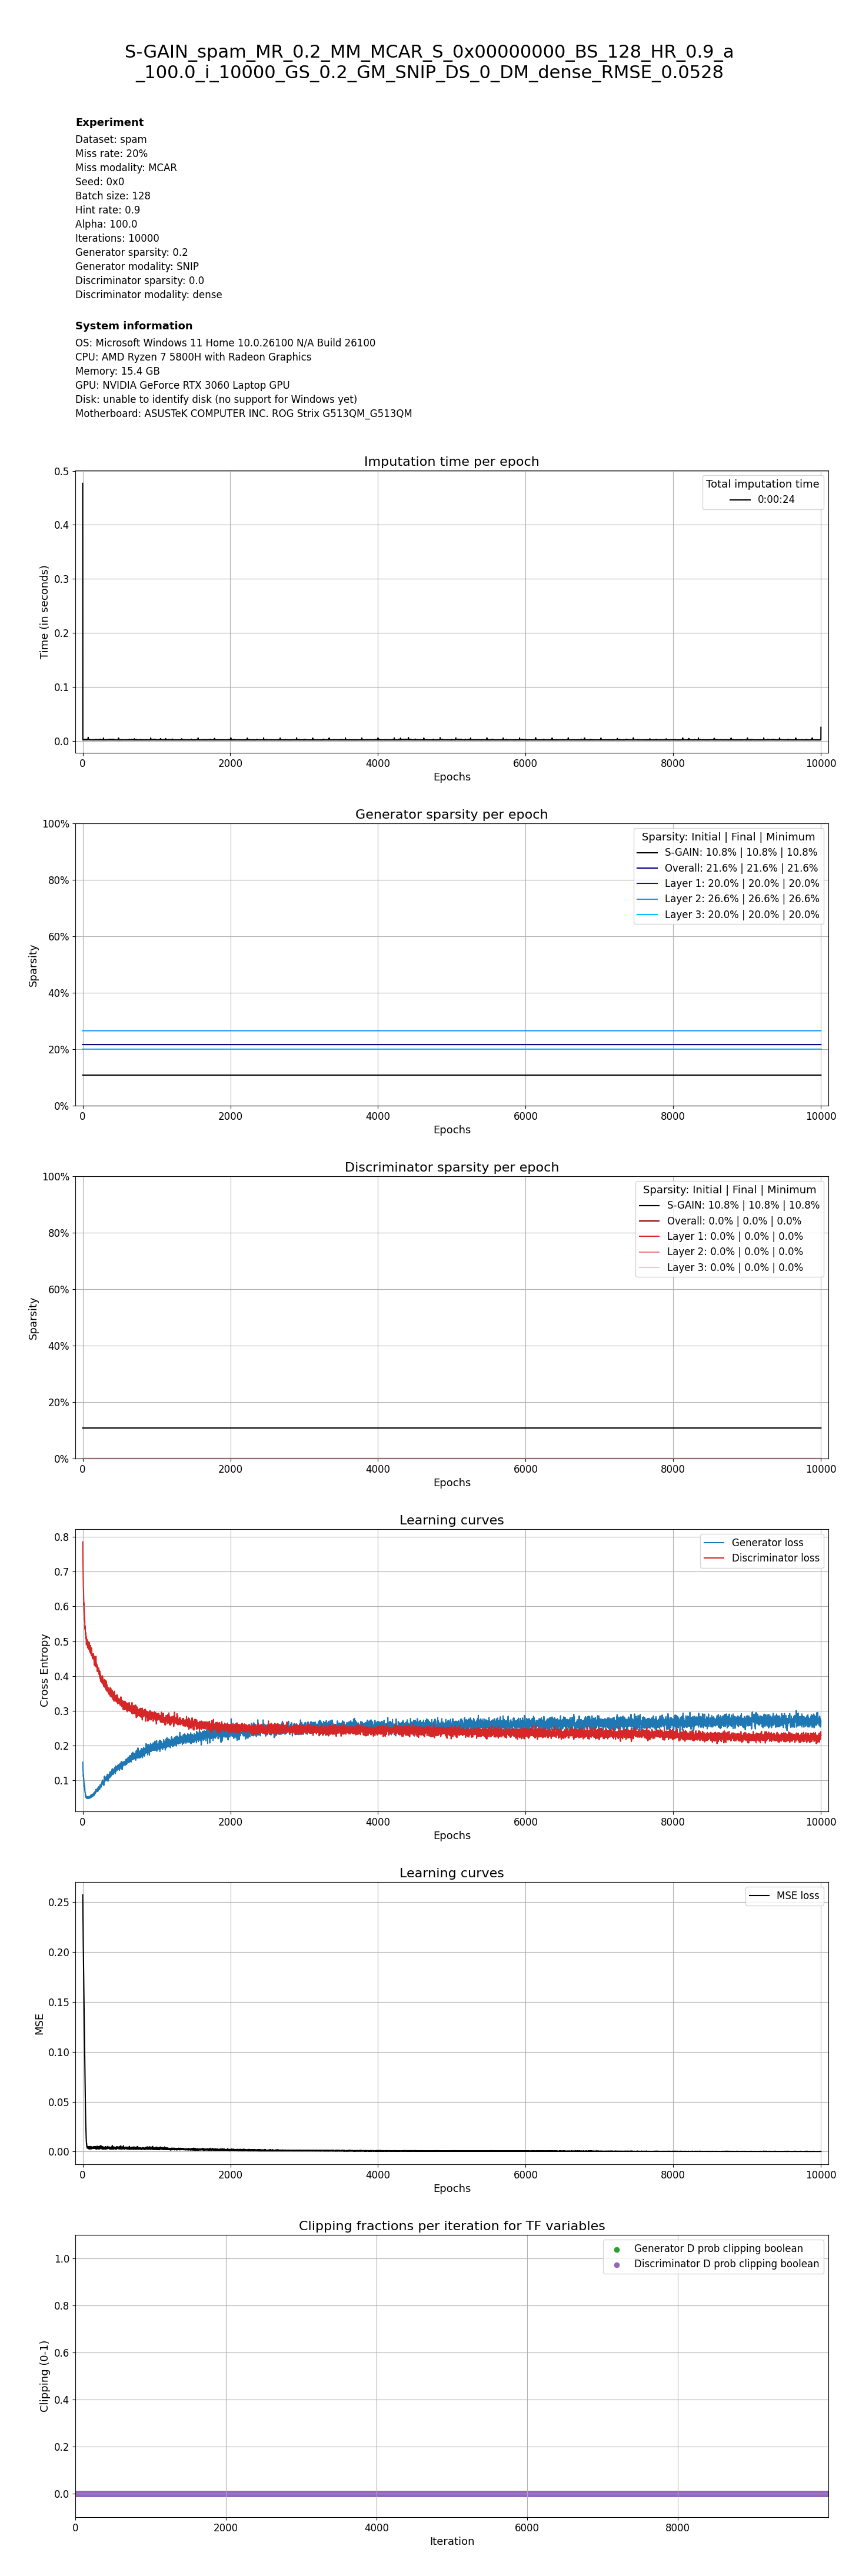 S-GAIN_spam_MR_0.2_MM_MCAR_S_0x00000000_BS_128_HR_0.9_a
_100.0_i_10000_GS_0.2_GM_SNIP_DS_0_DM_dense_RMSE_0.0528
Experiment
Dataset: spam
Miss rate: 20%
Miss modality: MCAR
Seed: 0x0
Batch size: 128
Hint rate: 0.9
Alpha: 100.0
Iterations: 10000
Generator sparsity: 0.2
Generator modality: SNIP
Discriminator sparsity: 0.0
Discriminator modality: dense
System information
OS: Microsoft Windows 11 Home 10.0.26100 N/A Build 26100
CPU: AMD Ryzen 7 5800H with Radeon Graphics
Memory: 15.4 GB
GPU: NVIDIA GeForce RTX 3060 Laptop GPU
Disk: unable to identify disk (no support for Windows yet)
Motherboard: ASUSTeK COMPUTER INC. ROG Strix G513QM_G513QM
Imputation time per epoch
Total imputation time
0:00:24
Time (in seconds)
0.5
0.4
0.3
0.2
0.1
0.0
0 2000 4000 6000 8000 10000
Epochs
Generator sparsity per epoch
Sparsity: Initial | Final | Minimum
S-GAIN: 10.8% | 10.8% | 10.8%
Overall: 21.6% | 21.6% | 21.6%
Layer 1: 20.0% | 20.0% | 20.0%
Layer 2: 26.6% | 26.6% | 26.6%
Layer 3: 20.0% | 20.0% | 20.0%
Sparsity
100%
80%
60%
40%
20%
0%
0 2000 4000 6000 8000 10000
Epochs
Discriminator sparsity per epoch
Sparsity: Initial | Final | Minimum
S-GAIN: 10.8% | 10.8% | 10.8%
Overall: 0.0% | 0.0% | 0.0%
Layer 1: 0.0% | 0.0% | 0.0%
Layer 2: 0.0% | 0.0% | 0.0%
Layer 3: 0.0% | 0.0% | 0.0%
Sparsity
100%
80%
60%
40%
20%
0%
0 2000 4000 6000 8000 10000
Epochs
Learning curves
Generator loss
Discriminator loss
Cross Entropy
0.8
0.7
0.6
0.5
0.4
0.3
0.2
0.1
0 2000 4000 6000 8000 10000
Epochs
Learning curves
MSE loss
MSE
0.25
0.20
0.15
0.10
0.05
0.00
0 2000 4000 6000 8000 10000
Epochs
Clipping fractions per iteration for TF variables
Generator D prob clipping boolean
Discriminator D prob clipping boolean
Clipping (0-1)
1.0
0.8
0.6
0.4
0.2
0.0
0 2000 4000 6000 8000
Iteration